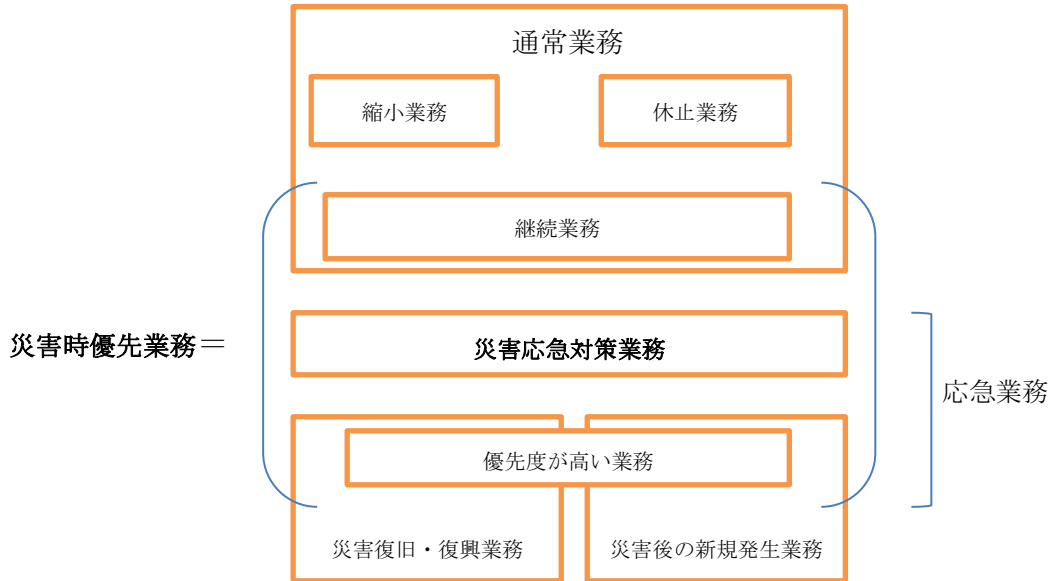 通常業務
縮小業務
休止業務
継続業務
災害時優先業務＝
災害応急対策業務
応急業務
優先度が高い業務
災害復旧・復興業務
災害後の新規発生業務